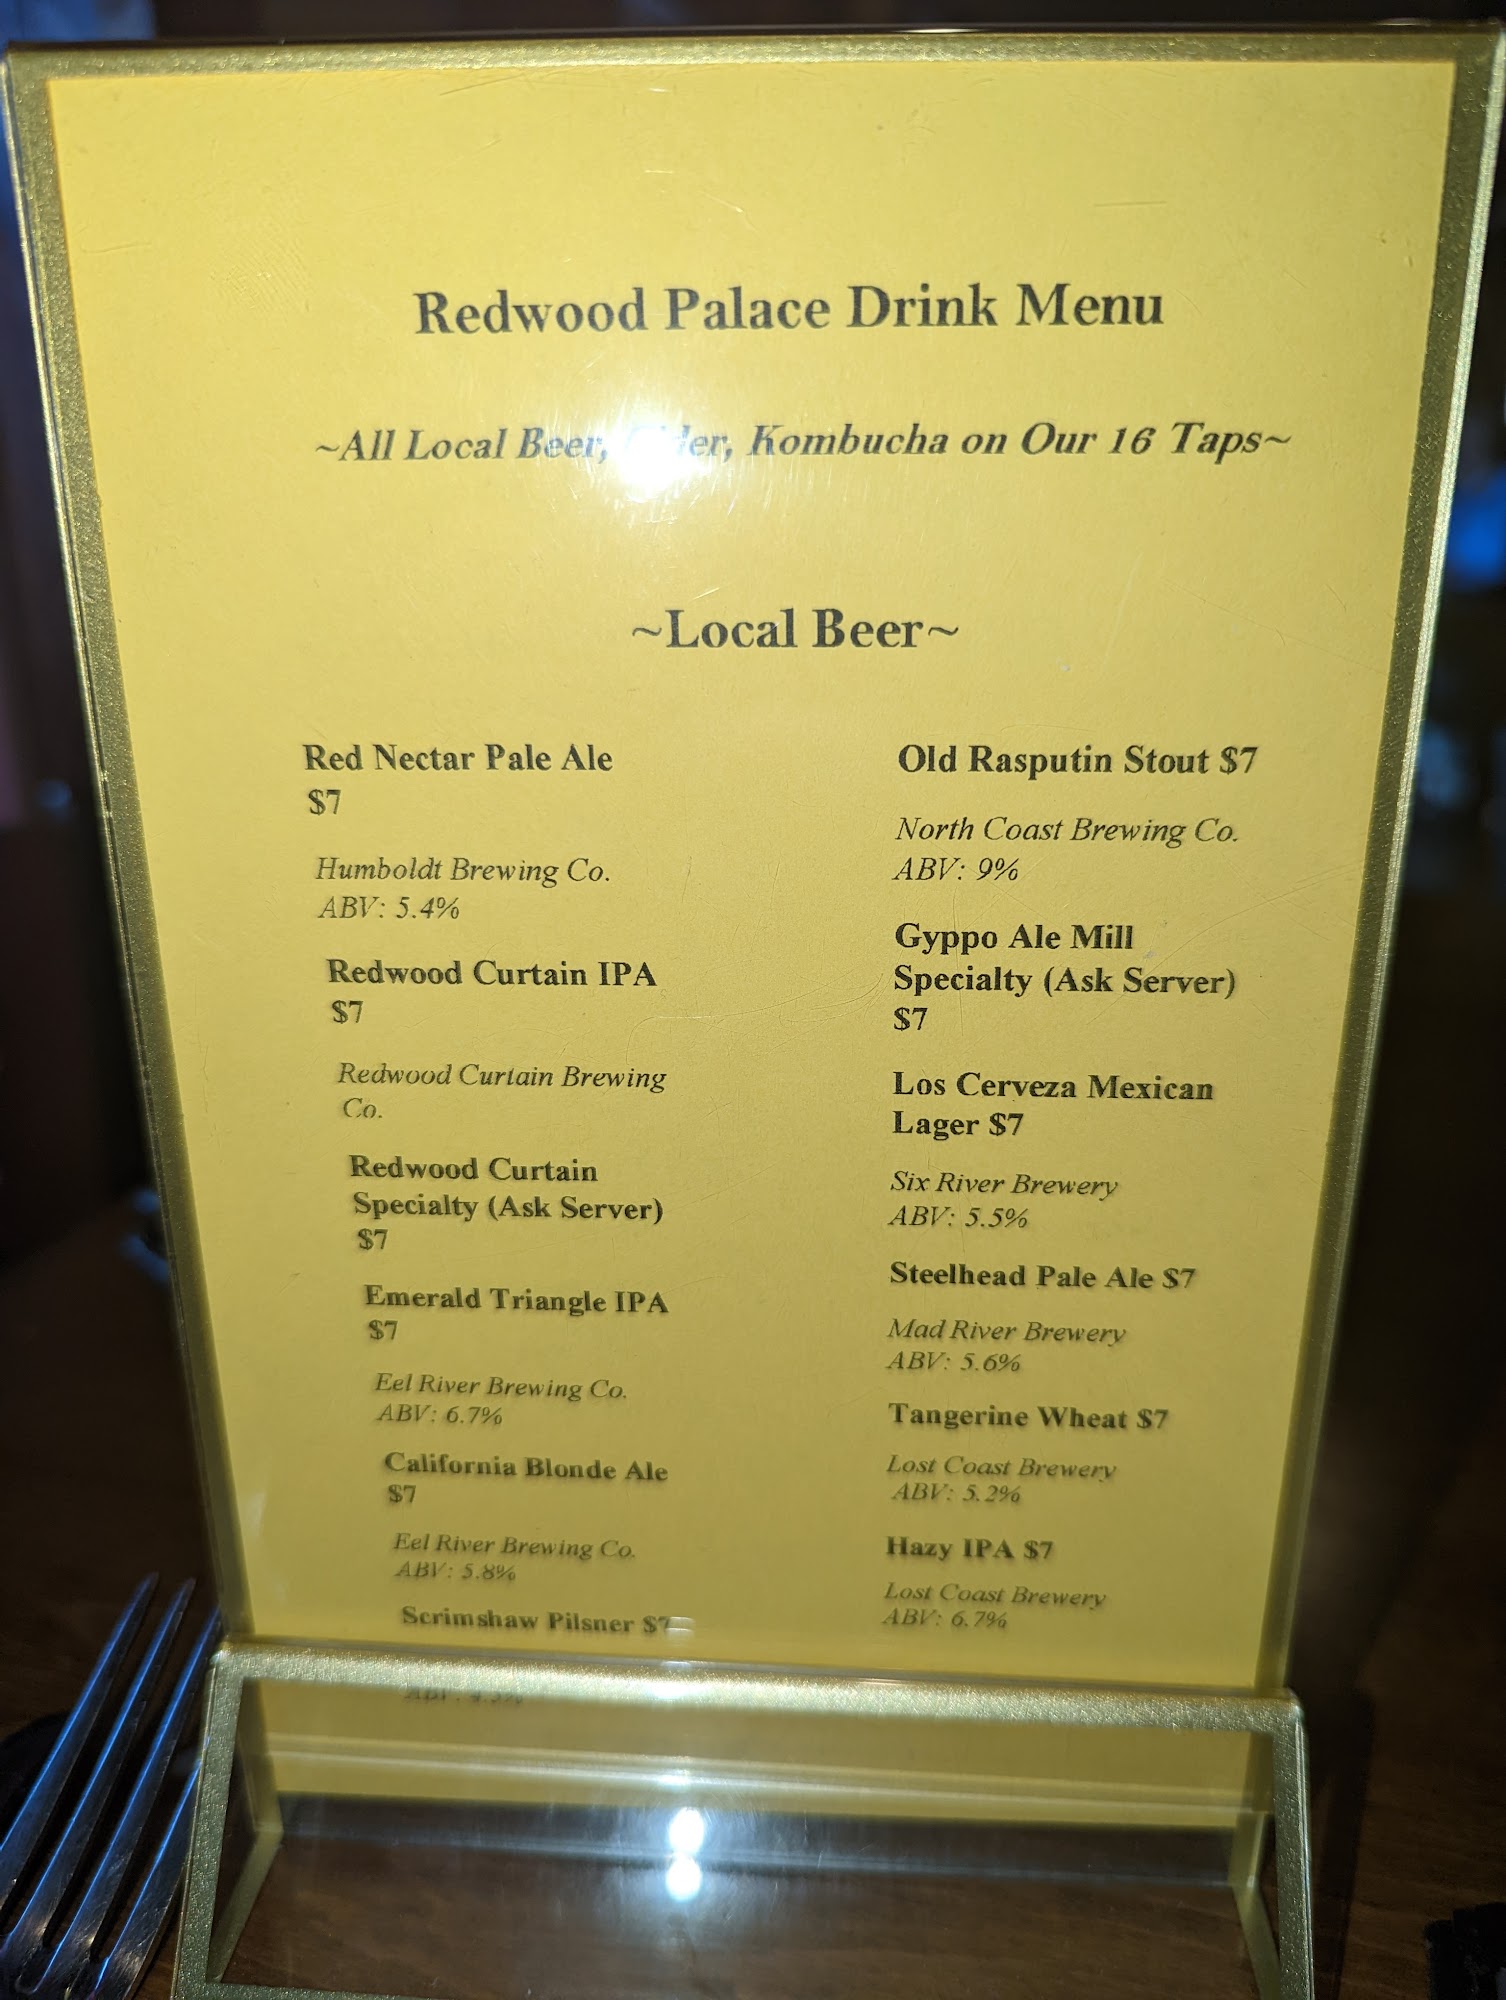 Redwood Palace Drink Menu
~All Local Beer, Kombucha on Our 16 Taps~
~Local Beer~
Red Nectar Pale Ale
$7
Humboldt Brewing Co.
ABV: 5.4%
Redwood Curtain IPA
$7
Redwood Curtain Brewing
Co.
Redwood Curtain
Specialty (Ask Server)
$7
Emerald Triangle IPA
$7
Eel River Brewing Co.
ABV: 6.7%
California Blonde Ale
$7
Eel River Brewing Co.
ABV: 5.8%
Scrimshaw Pilsner $7
Old Rasputin Stout $7
North Coast Brewing Co.
ABV: 9%
Gyppo Ale Mill
Specialty (Ask Server)
$7
Los Cerveza Mexican
Lager $7
Six River Brewery
ABV: 5.5%
Steelhead Pale Ale $7
Mad River Brewery
ABV: 5.6%
Tangerine Wheat $7
Lost Coast Brewery
ABV: 5.2%
Hazy IPA $7
Lost Coast Brewery
ABV: 6.7%